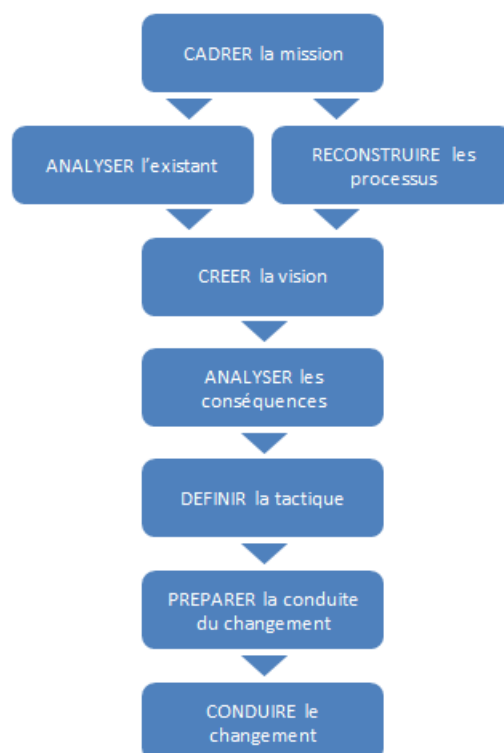 CADRER la mission
ANALYSER l'existant
RECONSTRUIRE les
processus
CREER la vision
ANALYSER les
conséquences
DEFINIR la tactique
PREPARER la conduite
du changement
CONDUIRE le
changement